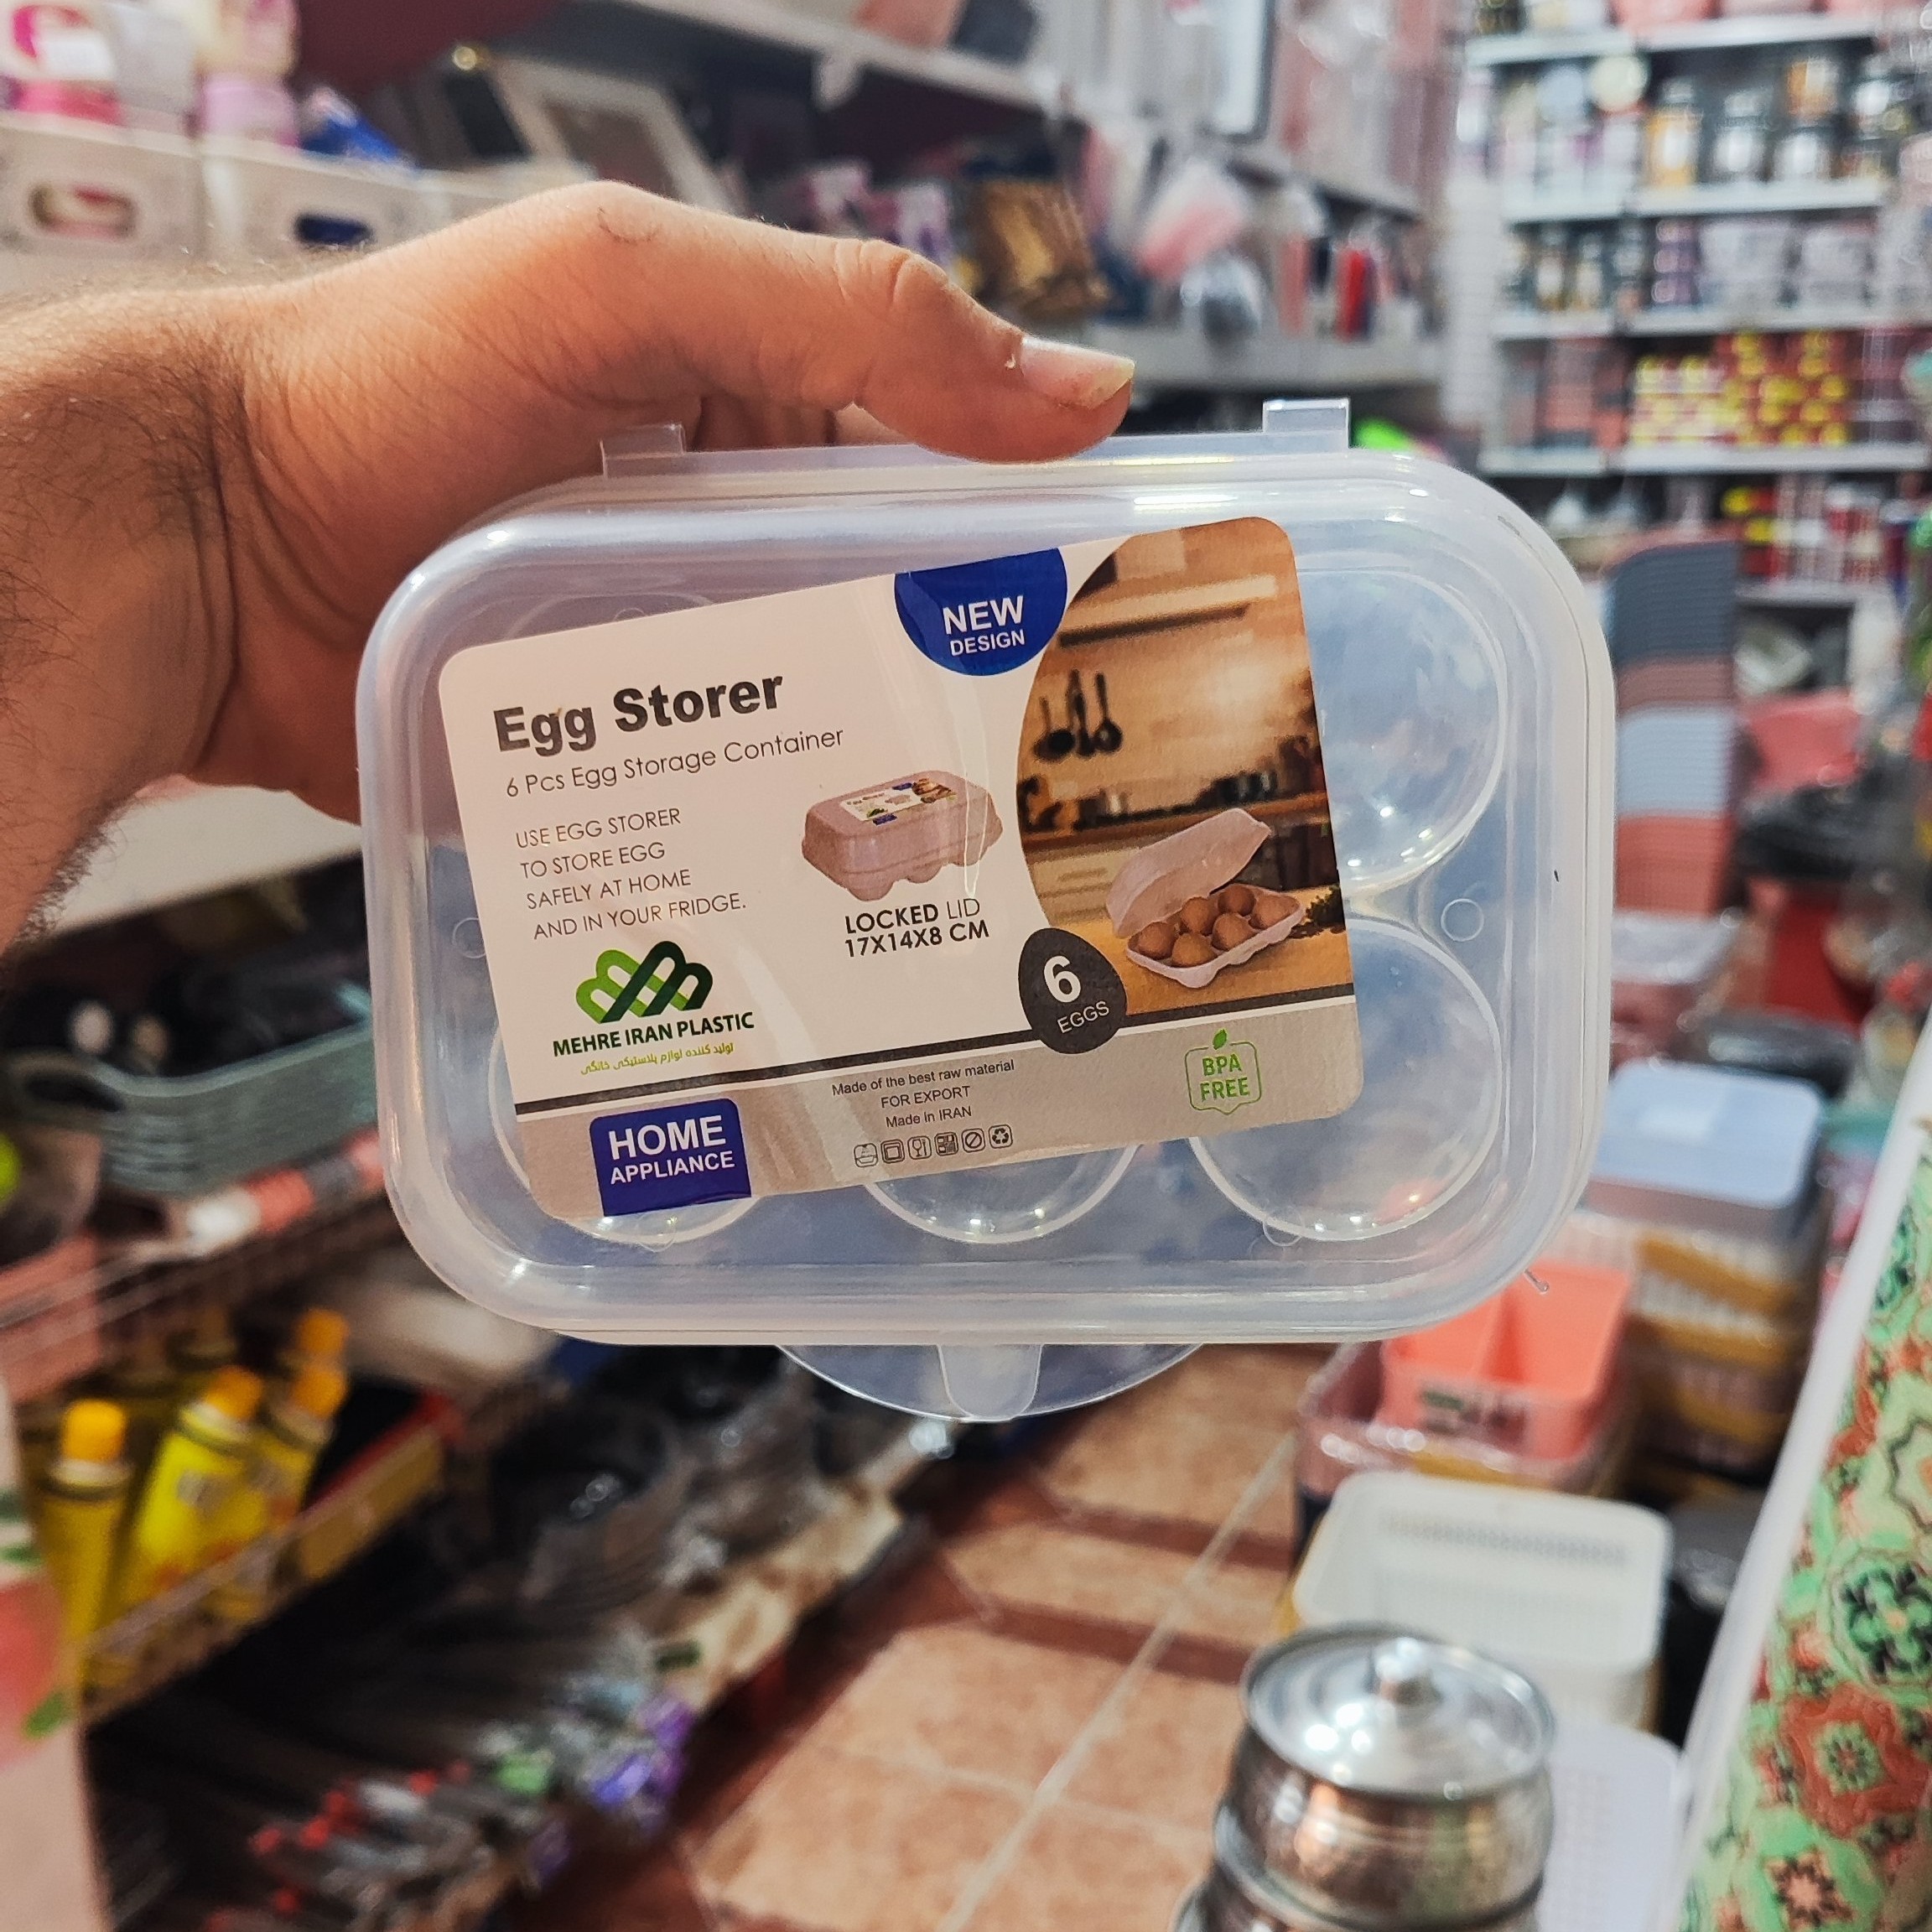 NEW
DESIGN
Egg Storer
6 Pcs Egg Storage Container
USE EGG STORER
TO STORE EGG
SAFELY AT HOME
AND IN YOUR FRIDGE.
Egg Storer
LOCKED LID
17X14X8 CM
6
EGGS
MEHRE IRAN PLASTIC
تولید کننده لوازم پلاستیکی خانگی
HOME
APPLIANCE
Made of the best raw material
FOR EXPORT
Made in IRAN
BPA
FREE